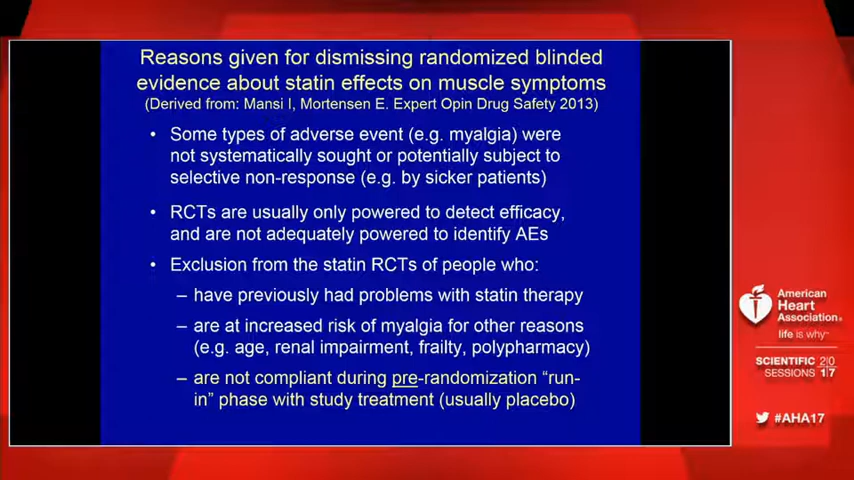 Reasons given for dismissing randomized blinded
evidence about statin effects on muscle symptoms
(Derived from: Mansi I, Mortensen E. Expert Opin Drug Safety 2013)
• Some types of adverse event (e.g. myalgia) were
not systematically sought or potentially subject to
selective non-response (e.g. by sicker patients)
• RCTs are usually only powered to detect efficacy,
and are not adequately powered to identify AEs
• Exclusion from the statin RCTs of people who:
– have previously had problems with statin therapy
– are at increased risk of myalgia for other reasons
(e.g. age, renal impairment, frailty, polypharmacy)
– are not compliant during pre-randomization “run-
in” phase with study treatment (usually placebo)
American
Heart
Association®
life is why™
SCIENTIFIC 20
SESSIONS 17
#AHA17